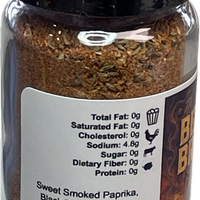 Total Fat: 0g
Saturated Fat: 0g
Cholesterol: 0g
Sodium: 4.8g
Sugar: 0g
Dietary Fiber: 0g
Protein: 0g
Sweet Smoked Paprika,